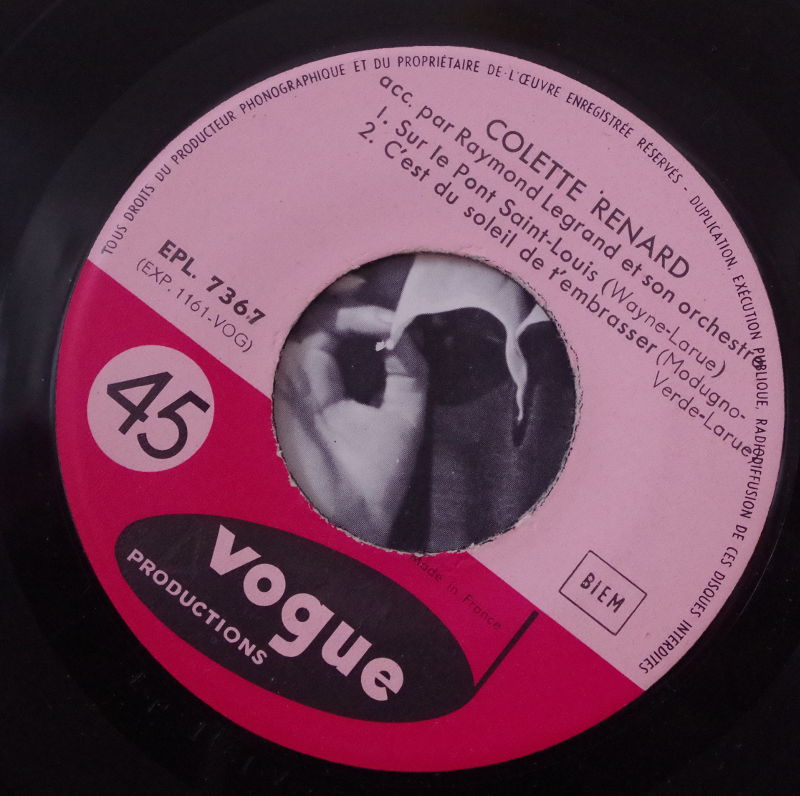 TOUS DROITS DU PRODUCTEUR PHONOGRAPHIQUE ET DU PROPRIÉTAIRE DE L'ŒUVRE ENREGISTRÉE RÉSERVÉS - DUPLICATION, EXÉCUTION PUBLIQUE, RADIODIFFUSION DE CES DISQUES INTERDITES
COLETTE RENARD
acc. par Raymond Legrand et son orchestre
1. Sur le Pont Saint-Louis (Wayne-Larue)
2. C'est du soleil de t'embrasser (Modugno-
Verde-Larue)
EPL. 7367
(EXP. 1161-VOG)
45
BIEM
Made in France
vogue
PRODUCTIONS